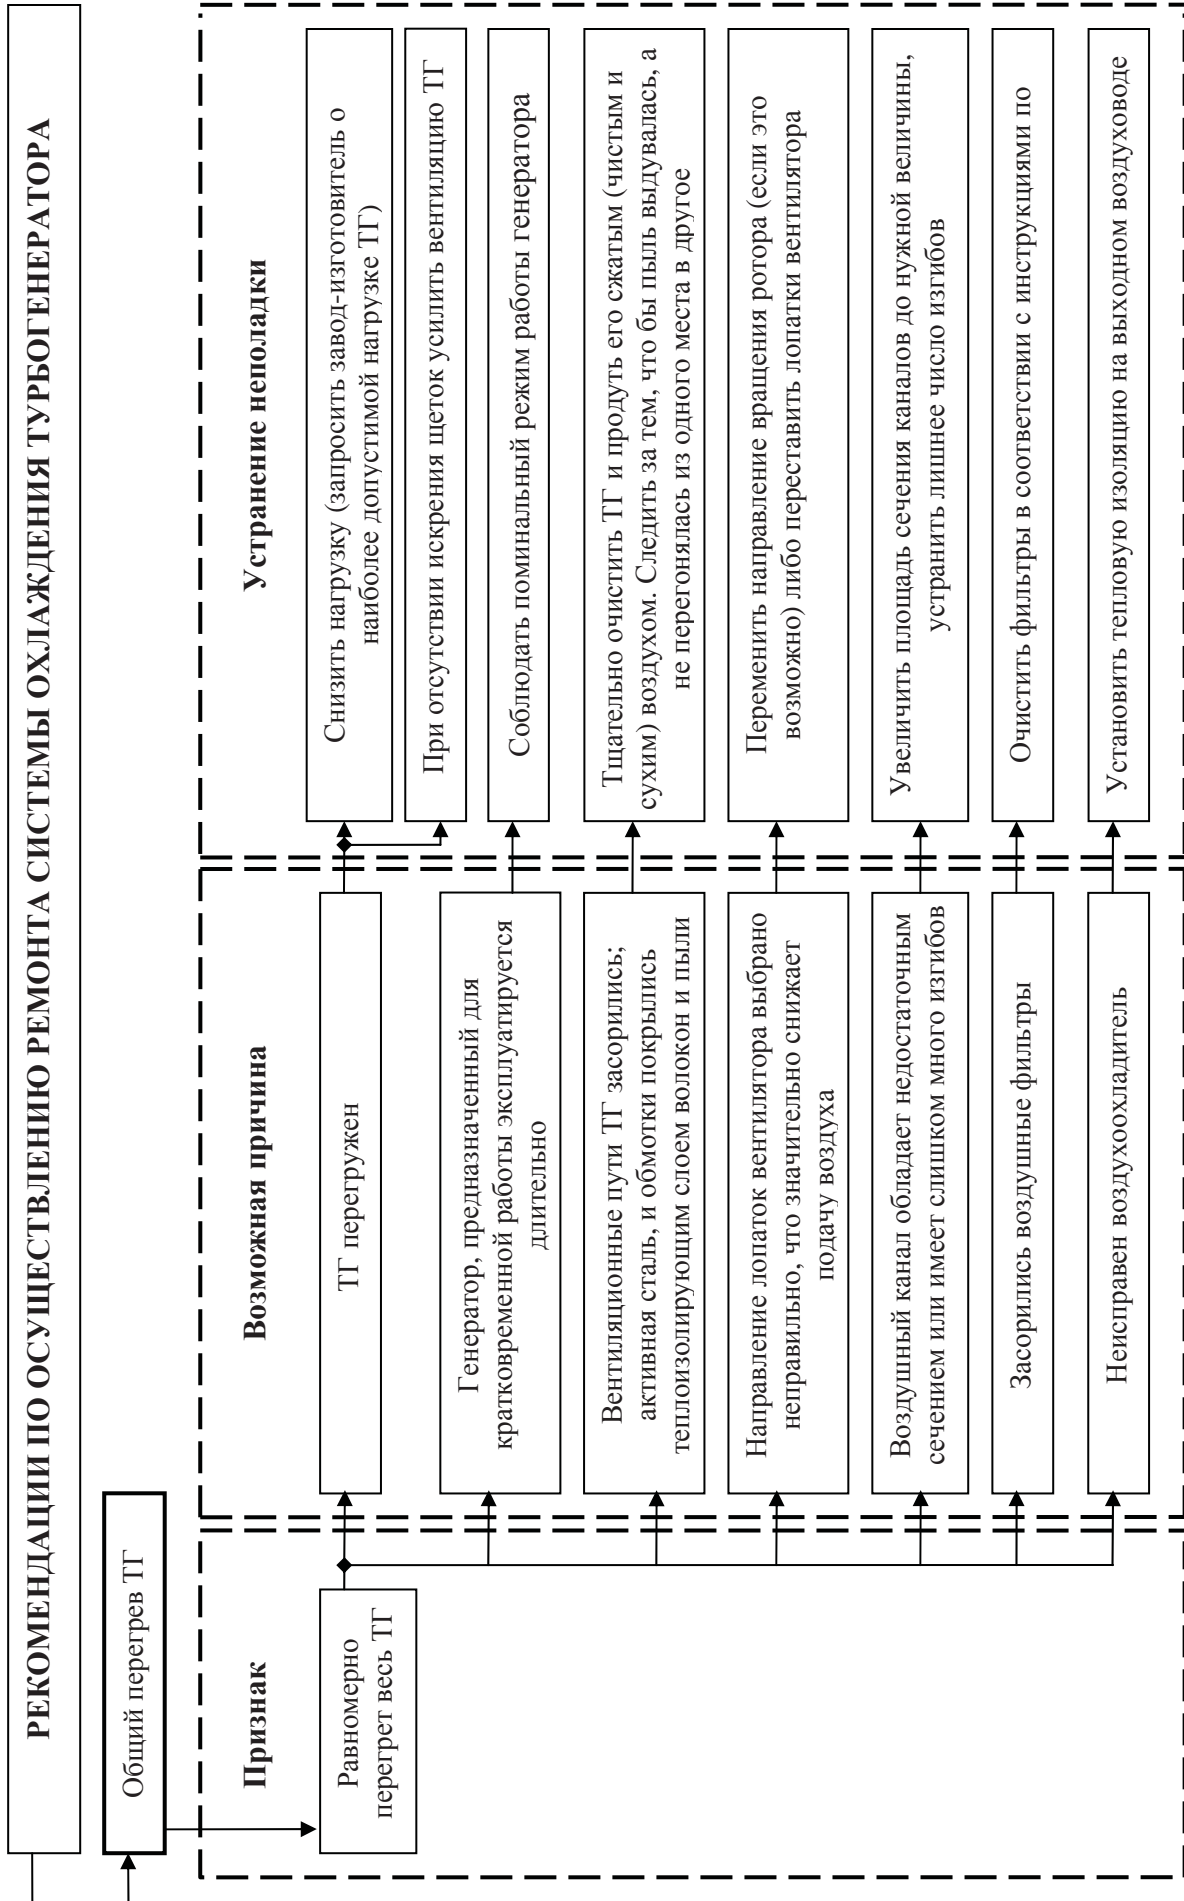 РЕКОМЕНДАЦИИ ПО ОСУЩЕСТВЛЕНИЮ РЕМОНТА СИСТЕМЫ ОХЛАЖДЕНИЯ ТУРБОГЕНЕРАТОРА
Общий перегрев ТГ
Признак
Равномерно
перегрет весь ТГ
Возможная причина
ТГ перегружен
Генератор, предназначенный для
кратковременной работы эксплуатируется
длительно
Вентиляционные пути ТГ засорились;
активная сталь, и обмотки покрылись
теплоизолирующим слоем волокон и пыли
Направление лопаток вентилятора выбрано
неправильно, что значительно снижает
подачу воздуха
Воздушный канал обладает недостаточным
сечением или имеет слишком много изгибов
Засорились воздушные фильтры
Неисправен воздухоохладитель
Устранение неполадки
Снизить нагрузку (запросить завод-изготовитель о
наиболее допустимой нагрузке ТГ)
При отсутствии искрения щеток усилить вентиляцию ТГ
Соблюдать поминальный режим работы генератора
Тщательно очистить ТГ и продуть его сжатым (чистым и
сухим) воздухом. Следить за тем, что бы пыль выдувалась, а
не перегонялась из одного места в другое
Переменить направление вращения ротора (если это
возможно) либо переставить лопатки вентилятора
Увеличить площадь сечения каналов до нужной величины,
устранить лишнее число изгибов
Очистить фильтры в соответствии с инструкциями по
Установить тепловую изоляцию на выходном воздуховоде